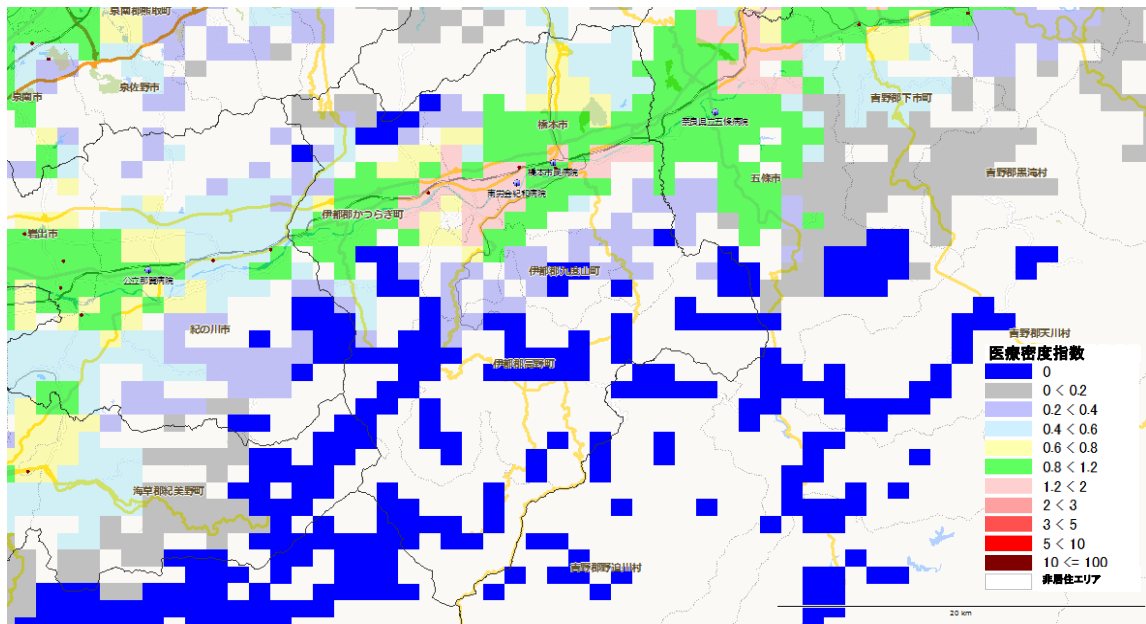 泉南郡熊取町
泉佐野市
泉南市
橋本市
奈良県立五條病院
吉野郡下市町
橋本市民病院
南労会紀和病院
五條市
吉野郡黒滝村
伊都郡かつらぎ町
岩出市
公立那賀病院
伊都郡九度山町
紀の川市
吉野郡天川村
伊都郡高野町
海草郡紀美野町
吉野郡野迫川村
医療密度指数
0
0 < 0.2
0.2 < 0.4
0.4 < 0.6
0.6 < 0.8
0.8 < 1.2
1.2 < 2
2 < 3
3 < 5
5 < 10
10 <= 100
非居住エリア
20 km